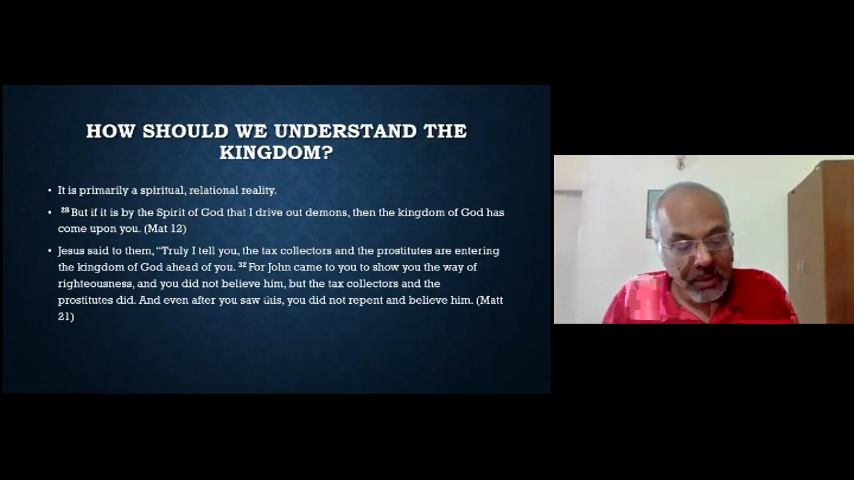 HOW SHOULD WE UNDERSTAND THE
KINGDOM?
• It is primarily a spiritual, relational reality.
• 28 But if it is by the Spirit of God that I drive out demons, then the kingdom of God has
come upon you. (Mat 12)
• Jesus said to them, “Truly I tell you, the tax collectors and the prostitutes are entering
the kingdom of God ahead of you. 32 For John came to you to show you the way of
righteousness, and you did not believe him, but the tax collectors and the
prostitutes did. And even after you saw this, you did not repent and believe him. (Matt
21)